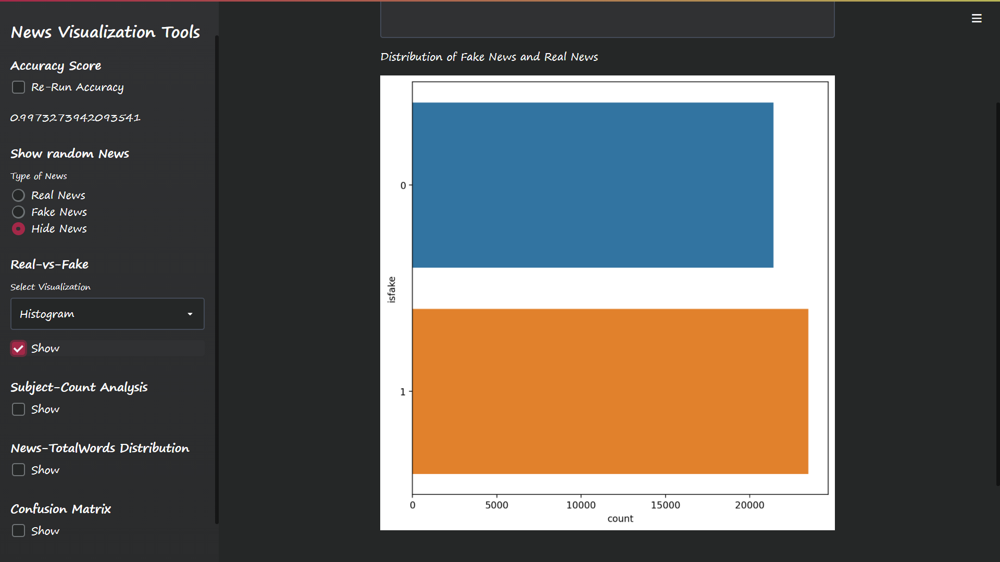 News Visualization Tools
Accuracy Score
Re-Run Accuracy
0.9973273942093541
Show random News
Type of News
Real News
Fake News
Hide News
Real-vs-Fake
Select Visualization
Histogram
Show
Subject-Count Analysis
Show
News-TotalWords Distribution
Show
Confusion Matrix
Show
Distribution of Fake News and Real News
isfake
0
1
0 5000 10000 15000 20000
count